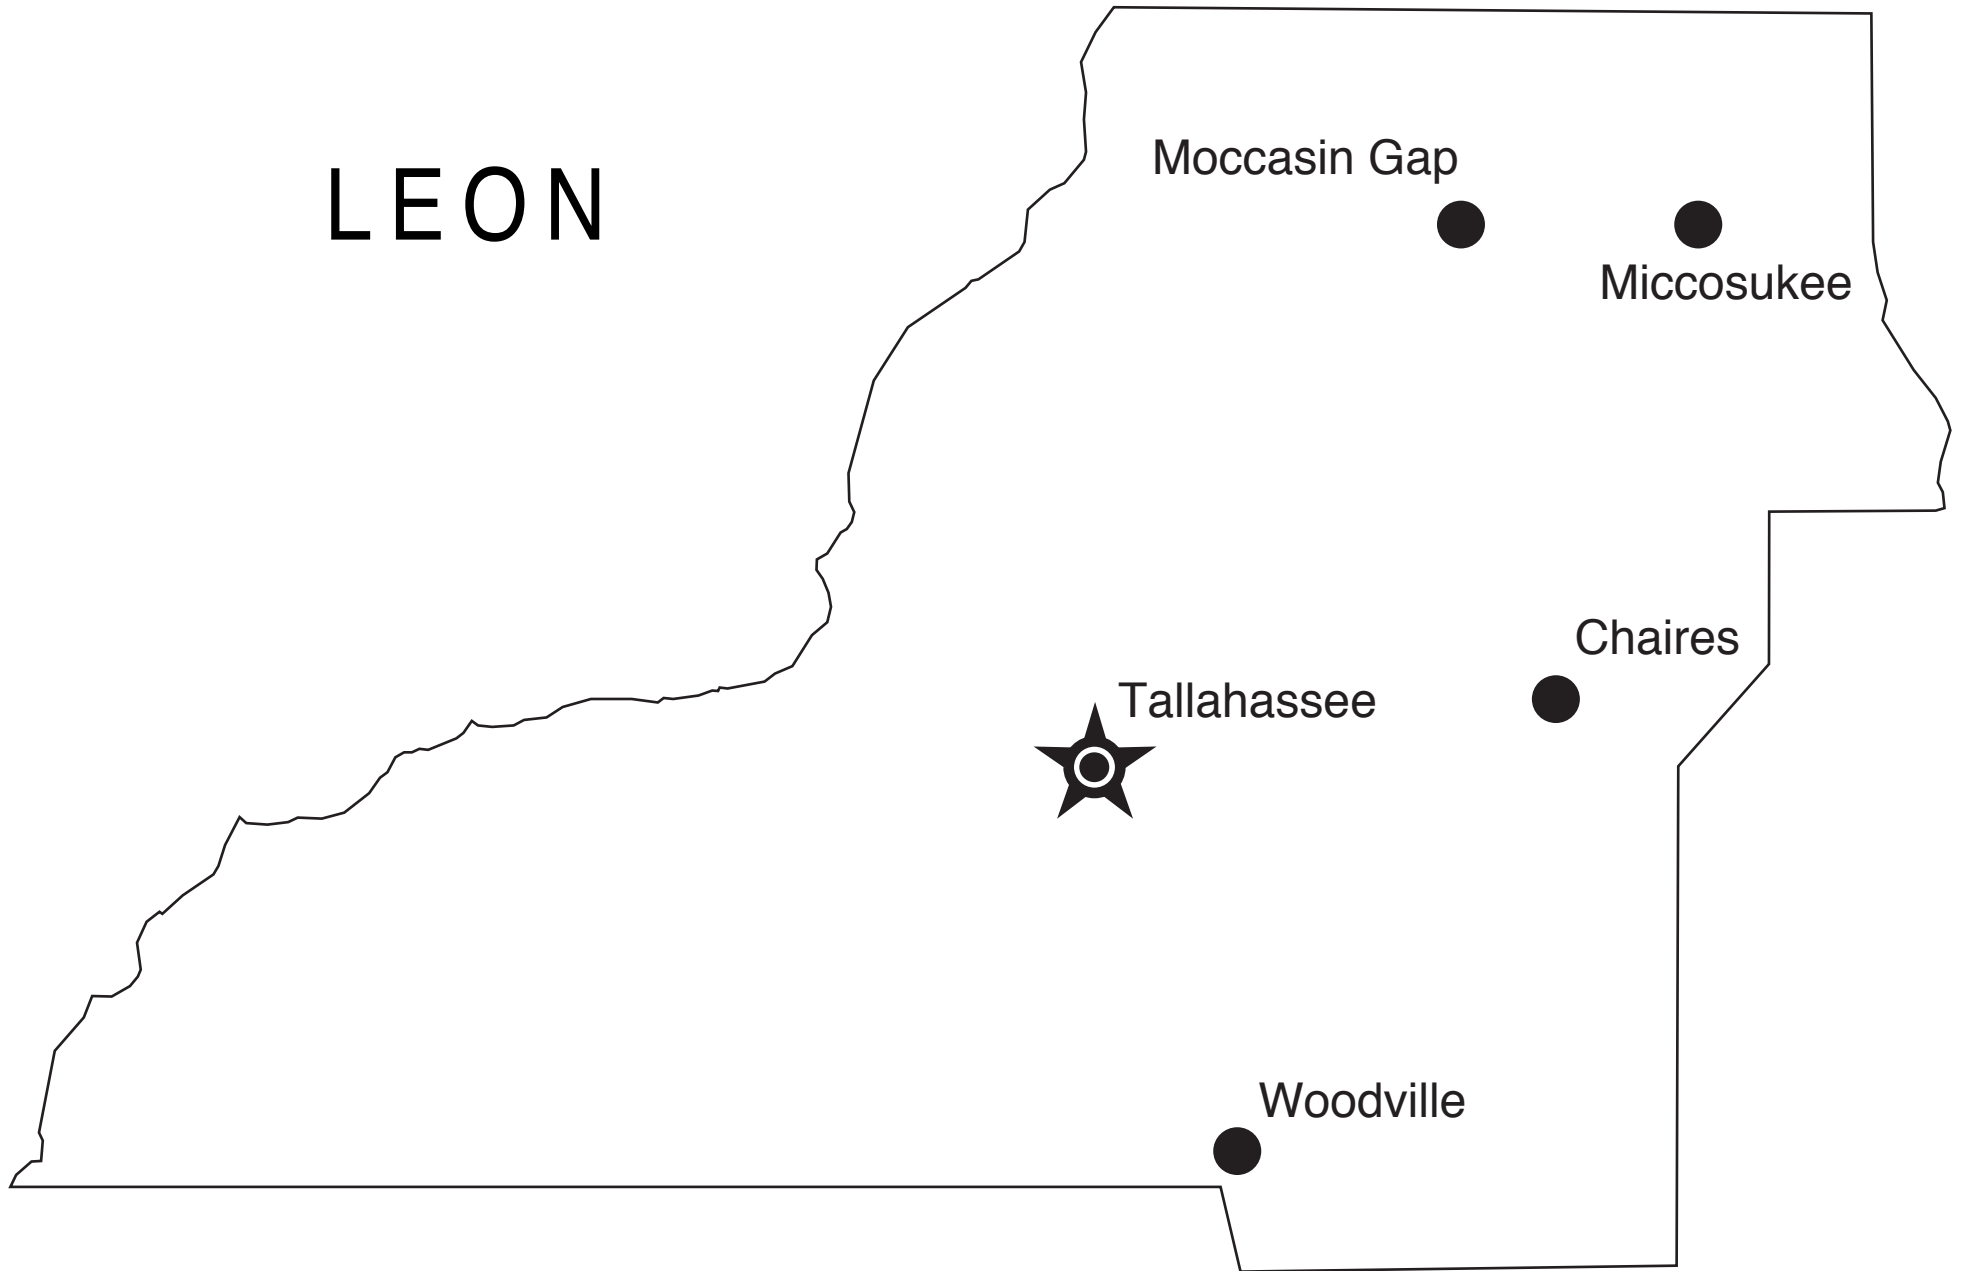 Moccasin Gap
LEON
Miccosukee
Chaires
Tallahassee
Woodville